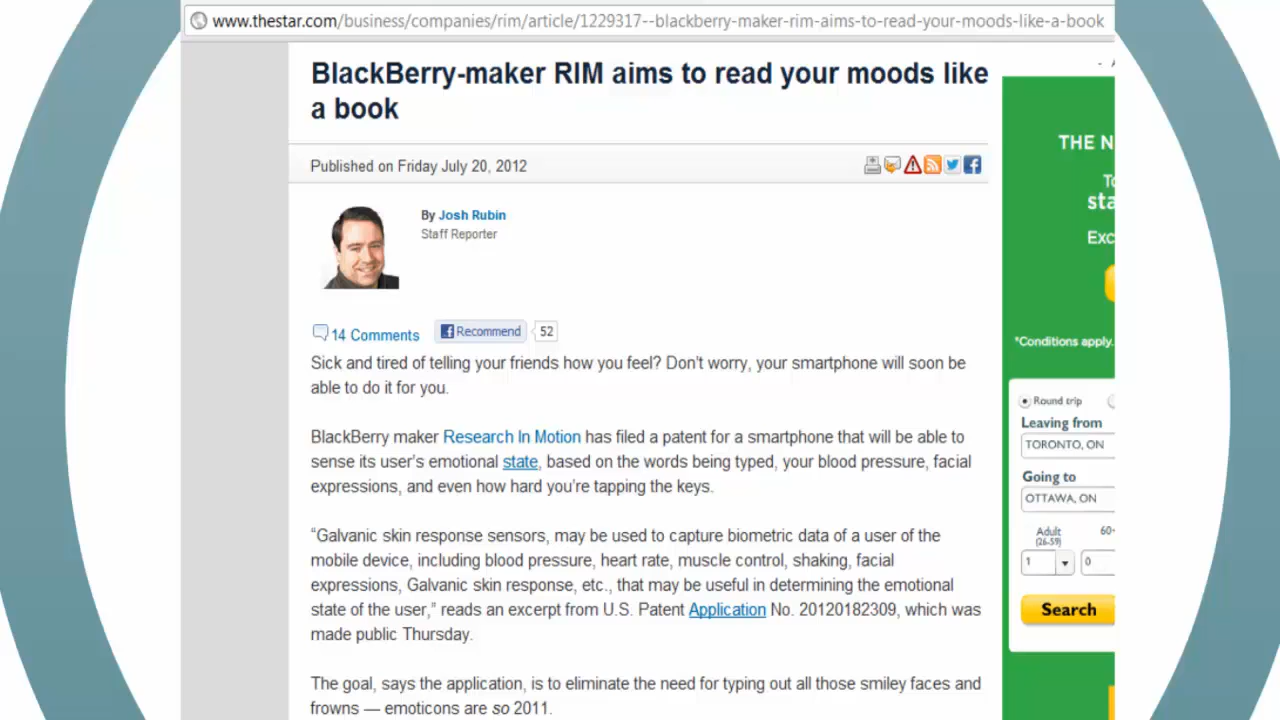 www.thestar.com/business/companies/rim/article/1229317--blackberry-maker-rim-aims-to-read-your-moods-like-a-book
BlackBerry-maker RIM aims to read your moods like
a book
Published on Friday July 20, 2012
By Josh Rubin
Staff Reporter
14 Comments
Recommend
52
Sick and tired of telling your friends how you feel? Don't worry, your smartphone will soon be
able to do it for you.
BlackBerry maker Research In Motion has filed a patent for a smartphone that will be able to
sense its user's emotional state, based on the words being typed, your blood pressure, facial
expressions, and even how hard you're tapping the keys.
“Galvanic skin response sensors, may be used to capture biometric data of a user of the
mobile device, including blood pressure, heart rate, muscle control, shaking, facial
expressions, Galvanic skin response, etc., that may be useful in determining the emotional
state of the user,” reads an excerpt from U.S. Patent Application No. 20120182309, which was
made public Thursday.
The goal, says the application, is to eliminate the need for typing out all those smiley faces and
frowns — emoticons are so 2011.
THE N
To
sta
Exc
*Conditions apply.
Round trip
Leaving from
TORONTO, ON
Going to
OTTAWA, ON
Adult 60+
(26-59)
1 0
Search